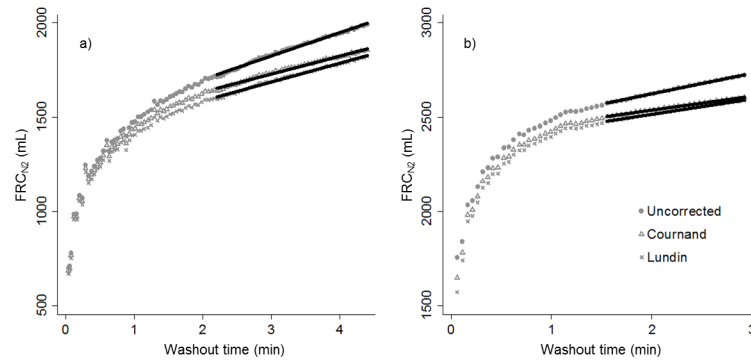 a)
2000
1500
1000
500
FRCN2 (mL)
0
1
2
3
4
Washout time (min)
b)
3000
2500
2000
1500
FRCN2 (mL)
Uncorrected
Cournand
Lundin
0
1
2
3
Washout time (min)